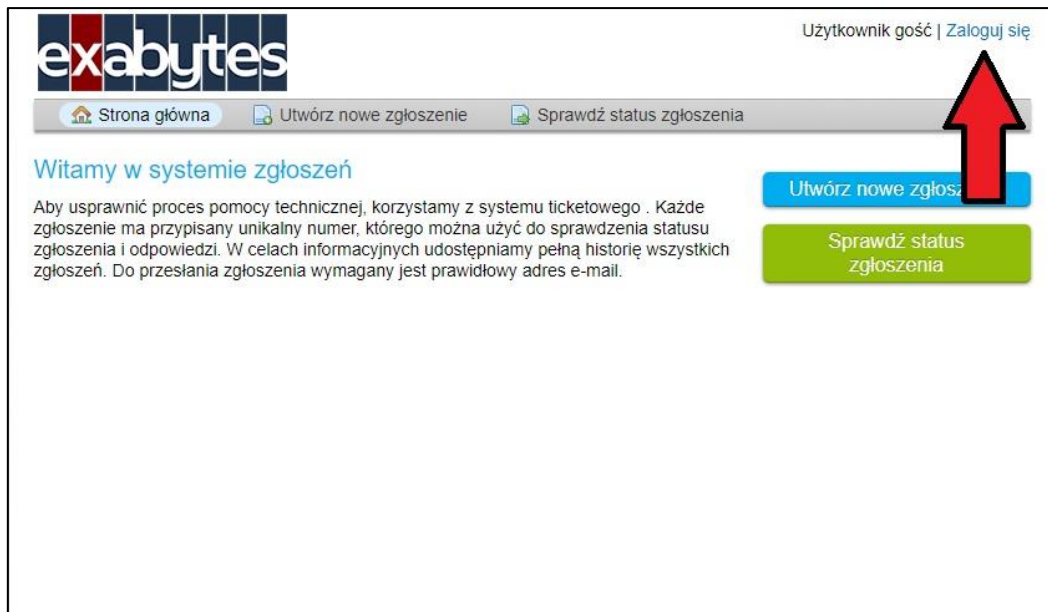 exabytes
Użytkownik gość | Zaloguj się
Strona główna Utwórz nowe zgłoszenie Sprawdź status zgłoszenia
Witamy w systemie zgłoszeń
Aby usprawnić proces pomocy technicznej, korzystamy z systemu ticketowego . Każde
zgłoszenie ma przypisany unikalny numer, którego można użyć do sprawdzenia statusu
zgłoszenia i odpowiedzi. W celach informacyjnych udostępniamy pełną historię wszystkich
zgłoszeń. Do przesłania zgłoszenia wymagany jest prawidłowy adres e-mail.
Utwórz nowe
Sprawdź status
zgłoszenia